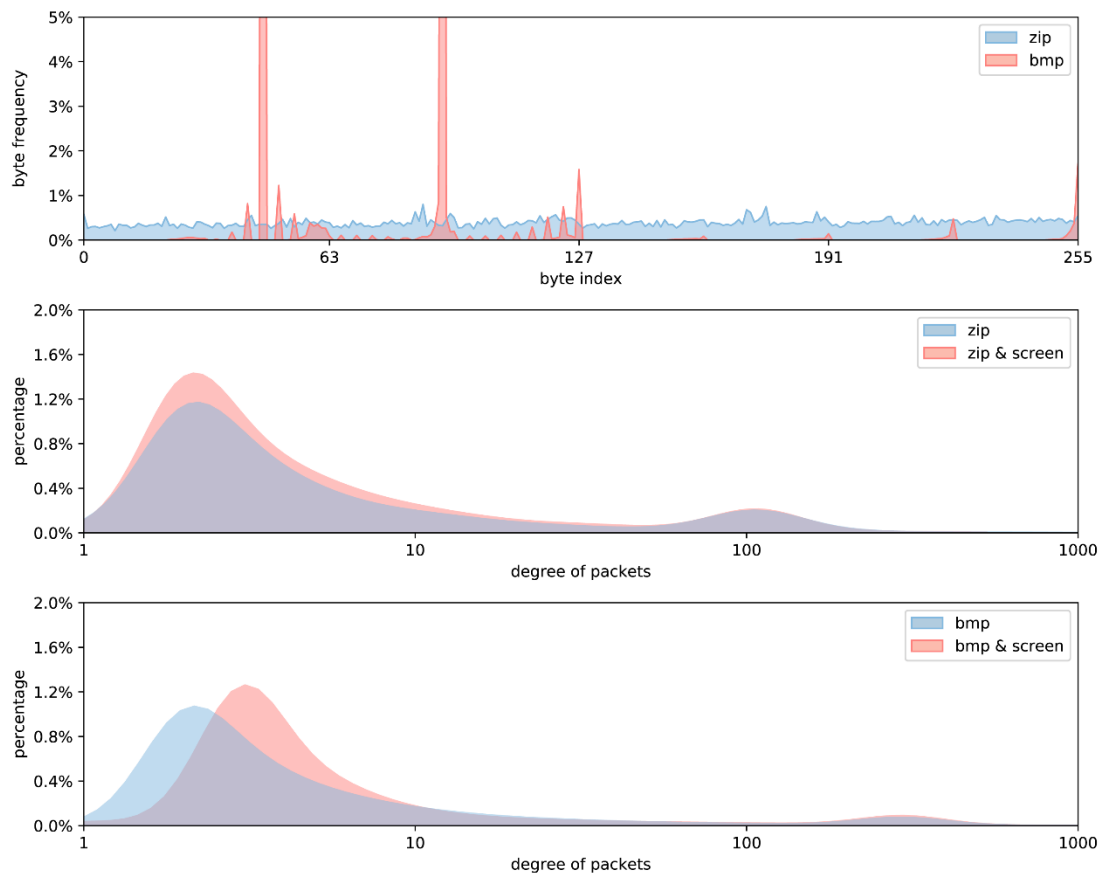 5%
4%
3%
2%
1%
0%
byte frequency
zip
bmp
0 63 127 191 255
byte index
2.0%
1.6%
1.2%
0.8%
0.4%
0.0%
percentage
zip
zip & screen
1 10 100 1000
degree of packets
2.0%
1.6%
1.2%
0.8%
0.4%
0.0%
percentage
bmp
bmp & screen
1 10 100 1000
degree of packets